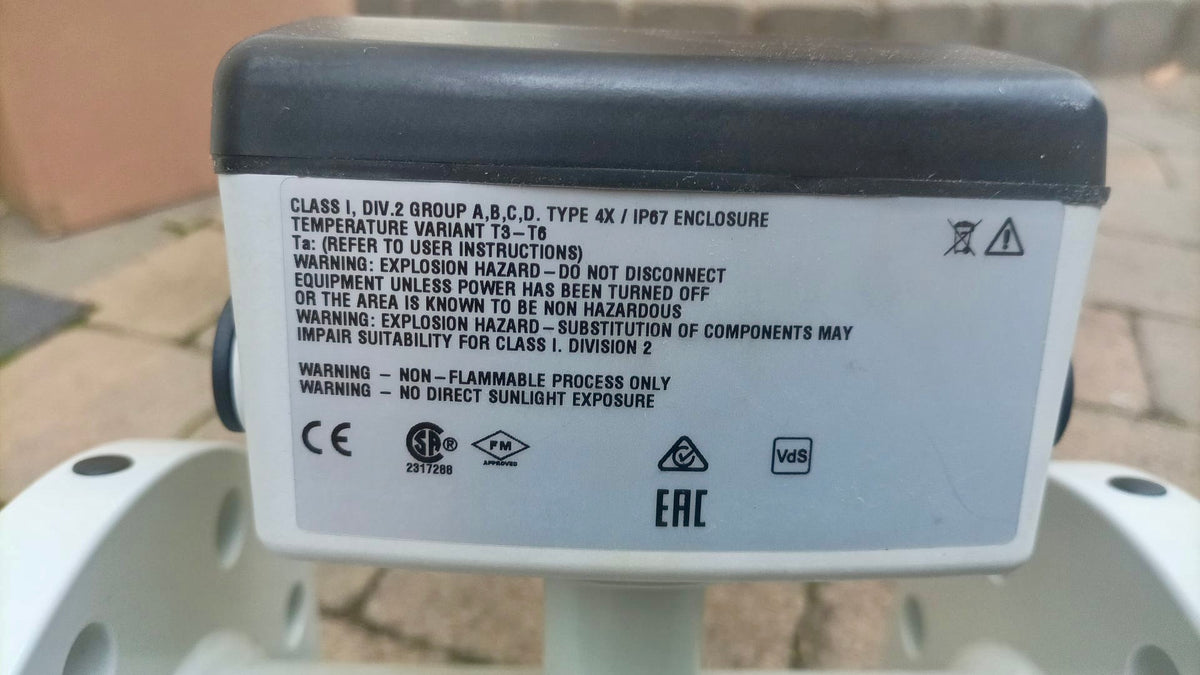 CLASS I, DIV.2 GROUP A,B,C,D. TYPE 4X / IP67 ENCLOSURE
TEMPERATURE VARIANT T3–T6
Ta: (REFER TO USER INSTRUCTIONS)
WARNING: EXPLOSION HAZARD – DO NOT DISCONNECT
EQUIPMENT UNLESS POWER HAS BEEN TURNED OFF
OR THE AREA IS KNOWN TO BE NON HAZARDOUS
WARNING: EXPLOSION HAZARD – SUBSTITUTION OF COMPONENTS MAY
IMPAIR SUITABILITY FOR CLASS I. DIVISION 2
WARNING – NON–FLAMMABLE PROCESS ONLY
WARNING – NO DIRECT SUNLIGHT EXPOSURE
CE SA® FM VdS
2317288 APPROVED
EAC